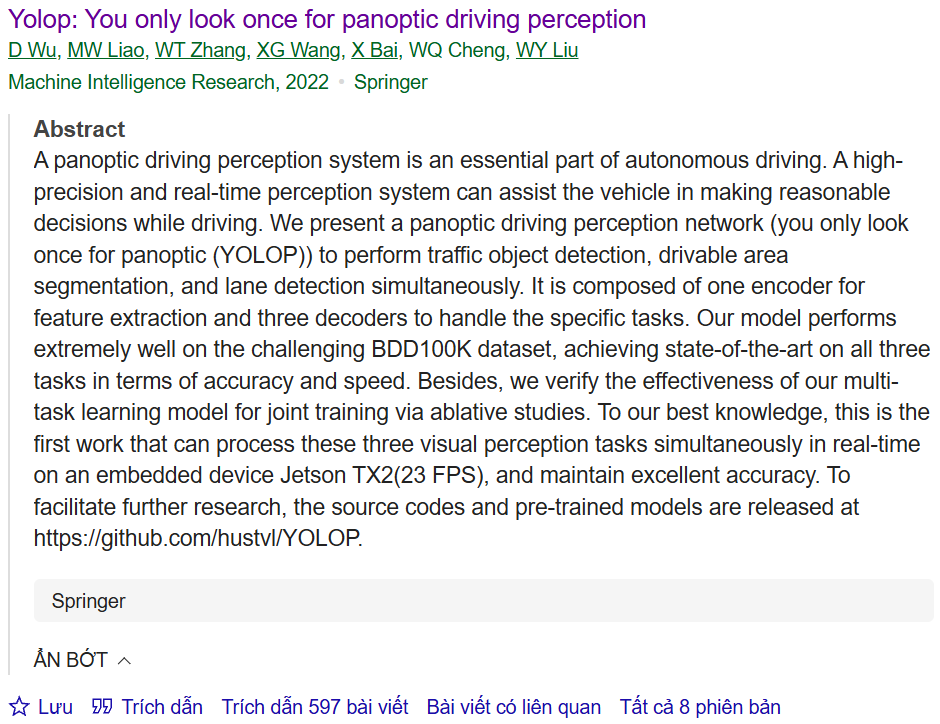 Yolop: You only look once for panoptic driving perception
D Wu, MW Liao, WT Zhang, XG Wang, X Bai, WQ Cheng, WY Liu
Machine Intelligence Research, 2022 • Springer
Abstract
A panoptic driving perception system is an essential part of autonomous driving. A high-
precision and real-time perception system can assist the vehicle in making reasonable
decisions while driving. We present a panoptic driving perception network (you only look
once for panoptic (YOLOP)) to perform traffic object detection, drivable area
segmentation, and lane detection simultaneously. It is composed of one encoder for
feature extraction and three decoders to handle the specific tasks. Our model performs
extremely well on the challenging BDD100K dataset, achieving state-of-the-art on all three
tasks in terms of accuracy and speed. Besides, we verify the effectiveness of our multi-
task learning model for joint training via ablative studies. To our best knowledge, this is the
first work that can process these three visual perception tasks simultaneously in real-time
on an embedded device Jetson TX2(23 FPS), and maintain excellent accuracy. To
facilitate further research, the source codes and pre-trained models are released at
https://github.com/hustvl/YOLOP.
Springer
ẨN BỚT
Lưu Trích dẫn Trích dẫn 597 bài viết Bài viết có liên quan Tất cả 8 phiên bản